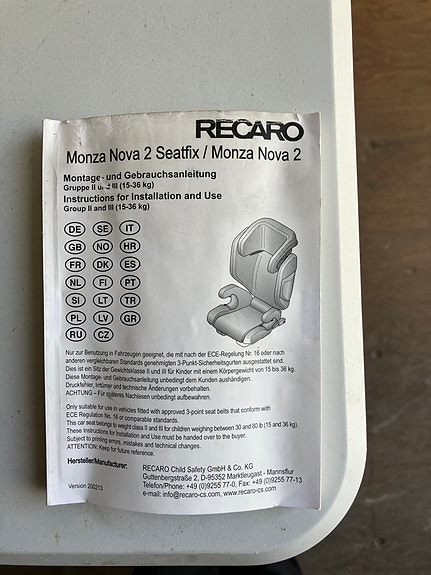 RECARO
Monza Nova 2 Seatfix / Monza Nova 2
Montage- und Gebrauchsanleitung
Gruppe II und III (15-36 kg)
Instructions for Installation and Use
Group II and III (15-36 kg)
DE SE IT
GB NO HR
FR DK ES
NL FI PT
SI LT TR
PL LV GR
RU CZ
Nur zur Benutzung in Fahrzeugen geeignet, die mit nach der ECE-Regelung Nr. 16 oder nach
anderen vergleichbaren Standards genehmigten 3-Punkt-Sicherheitsgurten ausgestattet sind.
Dies ist ein Sitz der Gewichtsklasse II und III für Kinder mit einem Körpergewicht von 15 bis 36 kg.
Diese Montage- und Gebrauchsanleitung unbedingt dem Kunden aushändigen.
Druckfehler, Irrtümer und technische Änderungen vorbehalten.
ACHTUNG – Für späteres Nachlesen unbedingt aufbewahren.
Only suitable for use in vehicles fitted with approved 3-point seat belts that conform with
ECE Regulation Nr. 16 or comparable standards.
This car seat belongs to weight class II and III for children weighing between 30 and 80 lb (15 and 36 kg).
These Instructions for Installation and Use must be handed over to the buyer.
Subject to printing errors, mistakes and technical changes.
ATTENTION: Keep for future reference.
Hersteller/Manufacturer:
RECARO Child Safety GmbH & Co. KG
Guttenbergstraße 2, D-95352 Marktleugast - Mannsflur
Telefon/Phone: +49 (0)9255 77-0, Fax: +49 (0)9255 77-13
e-mail: info@recaro-cs.com, www.recaro-cs.com
Version 200213